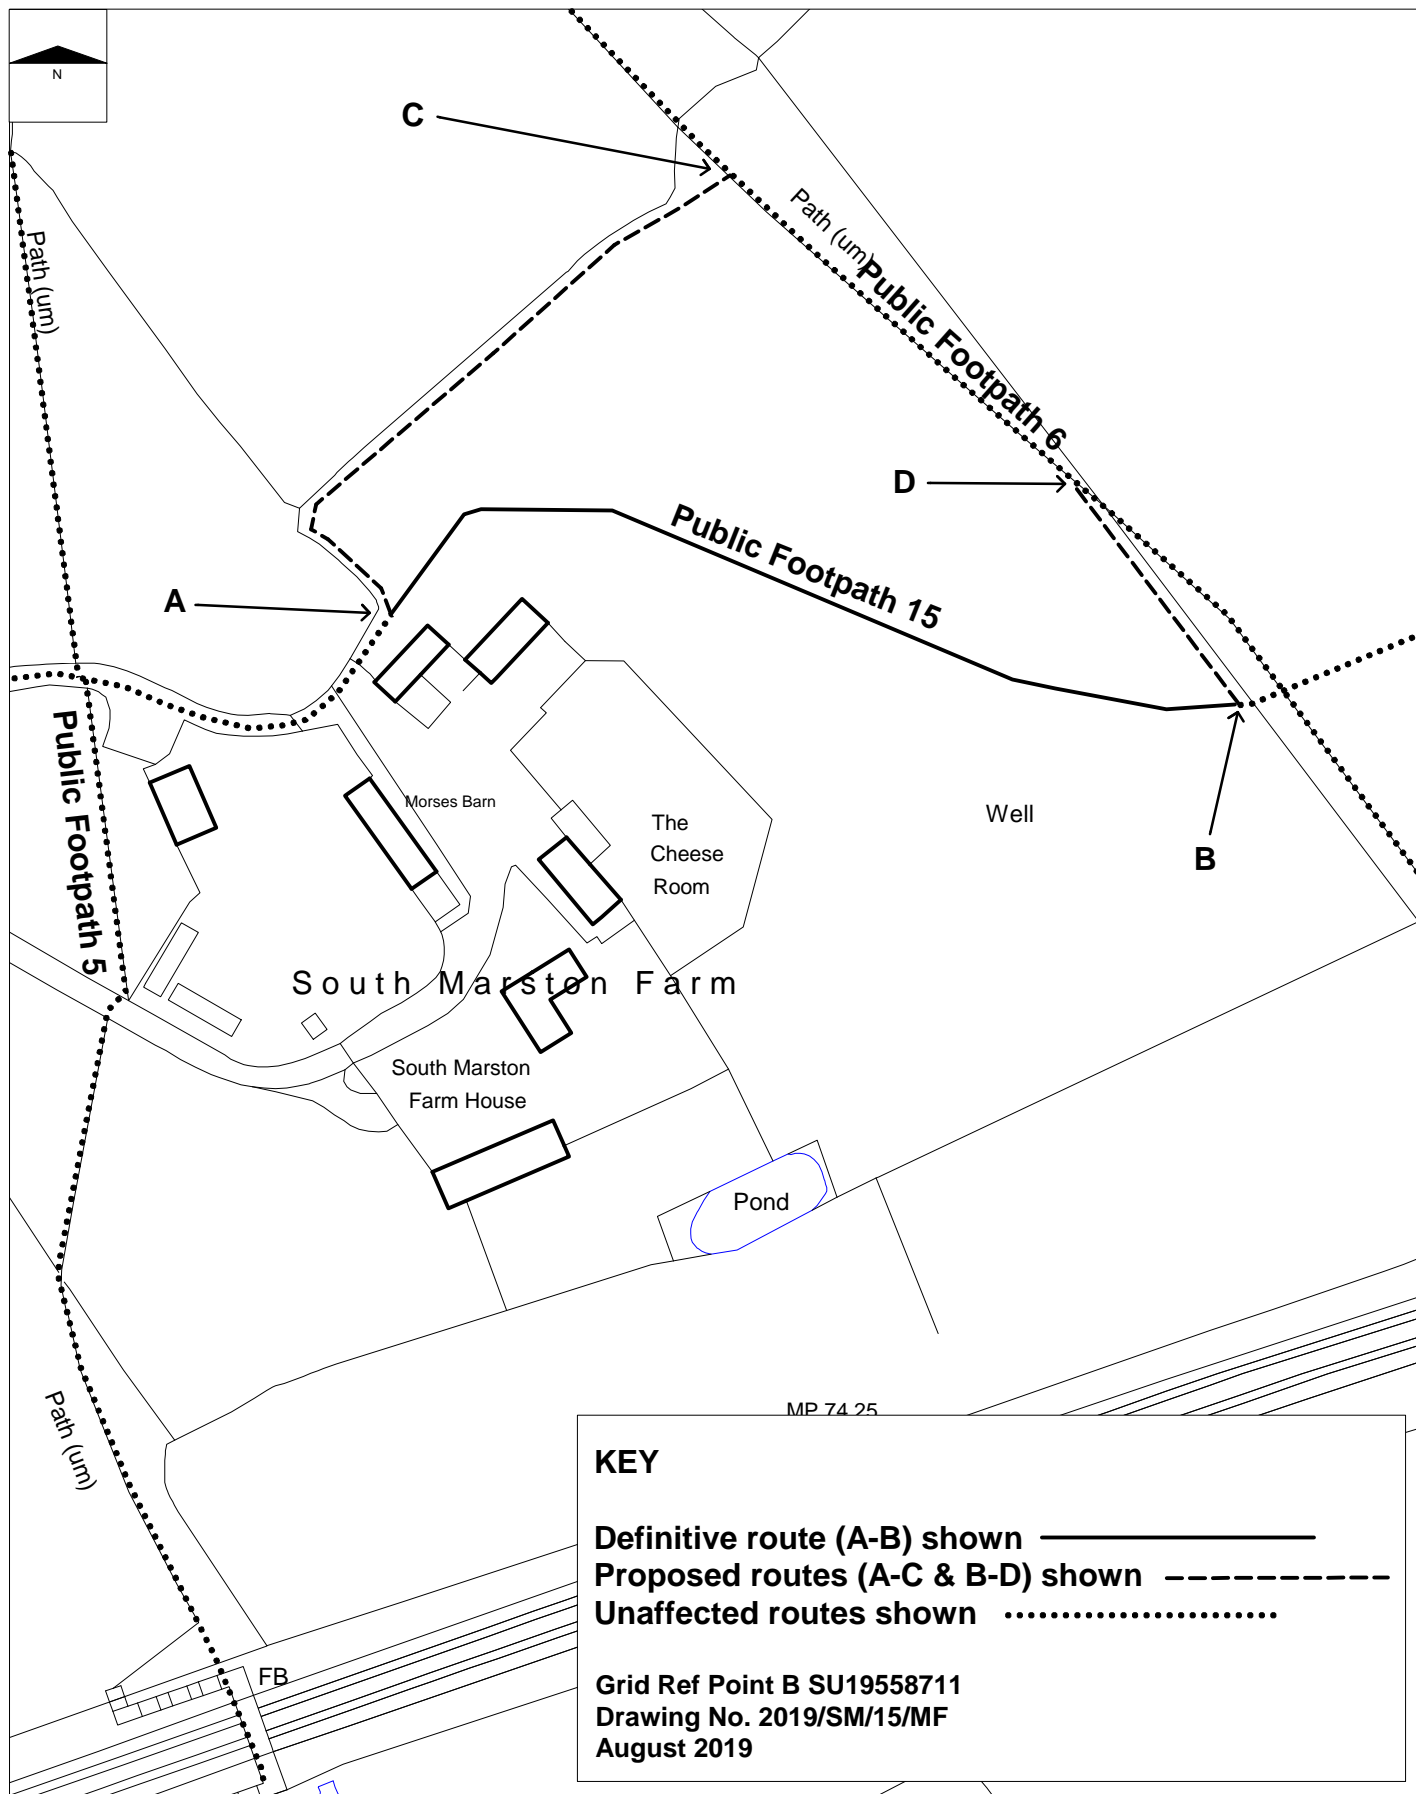 N
C
Path (um)
Path (um)
Public Footpath 6
D
Public Footpath 15
A
Public Footpath 5
Morses Barn
The
Cheese
Room
Well
B
South Marston Farm
South Marston
Farm House
Pond
Path (um)
MP 74.25
FB
KEY
Definitive route (A-B) shown
Proposed routes (A-C & B-D) shown
Unaffected routes shown
Grid Ref Point B SU19558711
Drawing No. 2019/SM/15/MF
August 2019